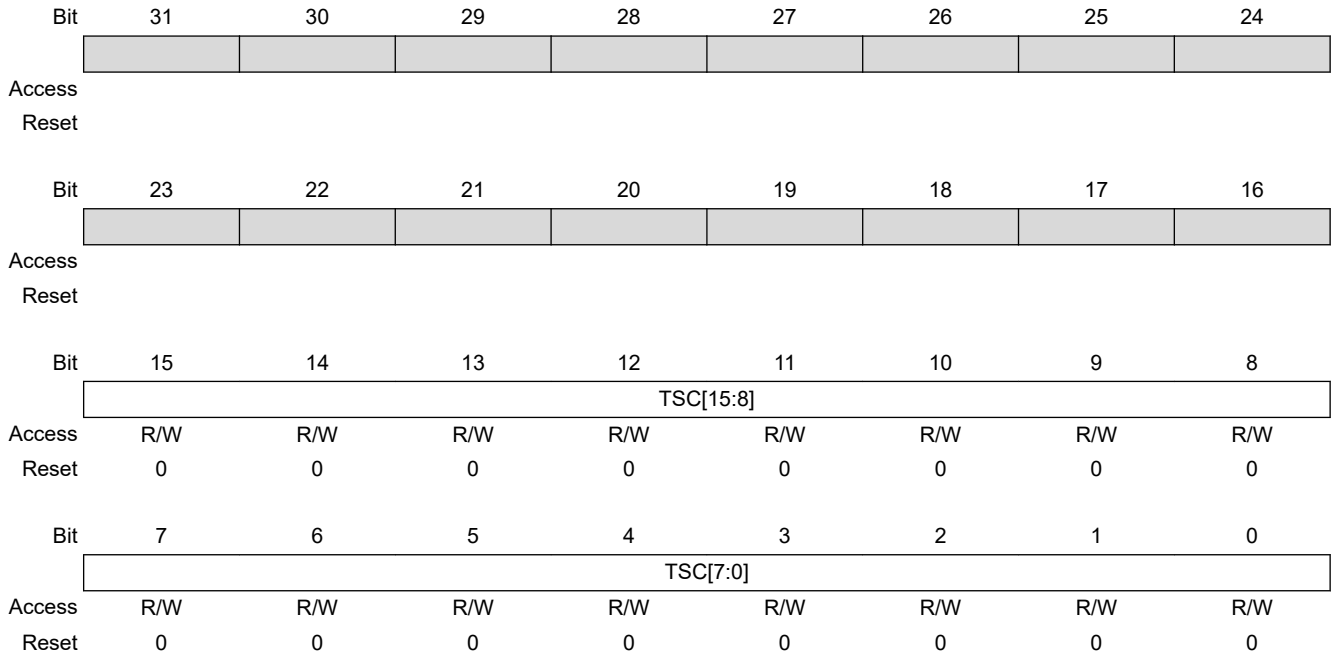 Bit 31 30 29 28 27 26 25 24
Access
Reset
Bit 23 22 21 20 19 18 17 16
Access
Reset
Bit 15 14 13 12 11 10 9 8
TSC[15:8]
Access R/W R/W R/W R/W R/W R/W R/W R/W
Reset 0 0 0 0 0 0 0 0
Bit 7 6 5 4 3 2 1 0
TSC[7:0]
Access R/W R/W R/W R/W R/W R/W R/W R/W
Reset 0 0 0 0 0 0 0 0